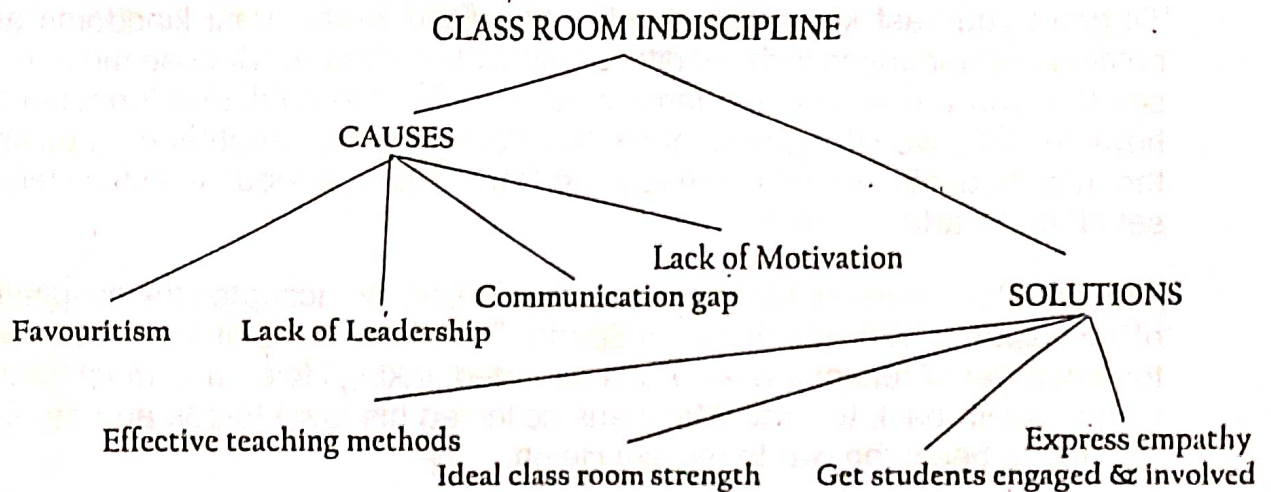 CLASS ROOM INDISCIPLINE
CAUSES
Lack of Motivation
Communication gap
SOLUTIONS
Favouritism
Lack of Leadership
Effective teaching methods
Express empathy
Ideal class room strength
Get students engaged & involved